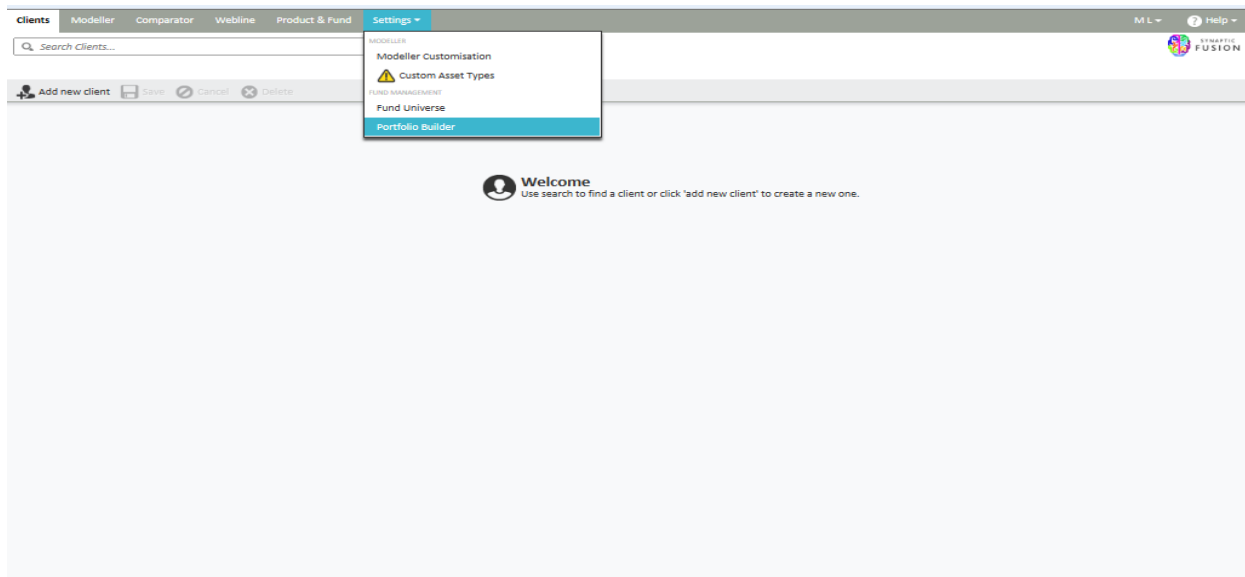 Clients Modeller Comparator Webline Product & Fund Settings M L ? Help
Search Clients...
SYNAPTIC
FUSION
MODELLER
Modeller Customisation
Custom Asset Types
Add new client Save Cancel Delete
FUND MANAGEMENT
Fund Universe
Portfolio Builder
Welcome
Use search to find a client or click 'add new client' to create a new one.